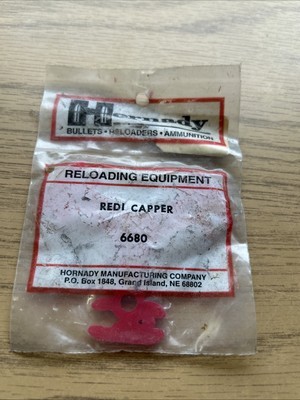 Hornady
BULLETS • RELOADERS • AMMUNITION
RELOADING EQUIPMENT
REDI CAPPER
6680
HORNADY MANUFACTURING COMPANY
P.O. Box 1848, Grand Island, NE 68802